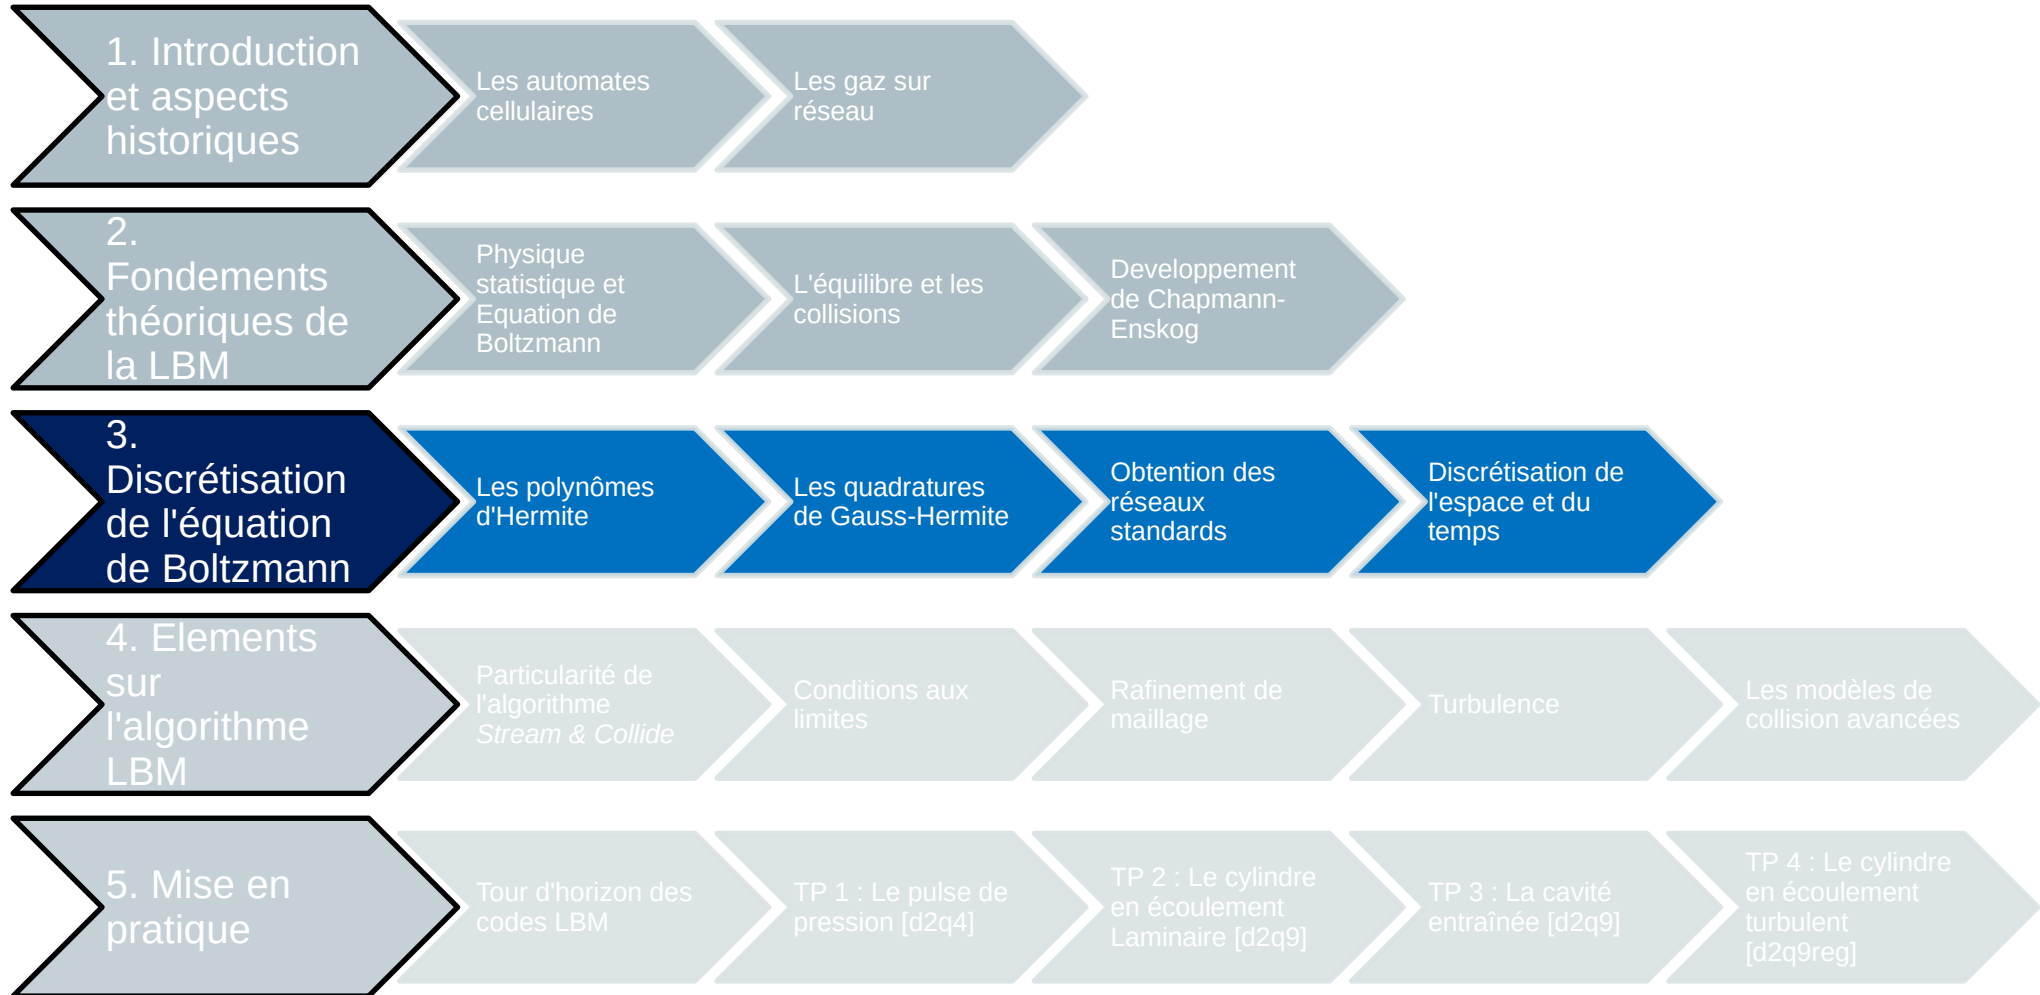 1. Introduction
et aspects
historiques
Les automates
cellulaires
Les gaz sur
réseau
2.
Fondements
théoriques de
la LBM
Physique
statistique et
Equation de
Boltzmann
L'équilibre et les
collisions
Developpement
de Chapmann-
Enskog
3.
Discrétisation
de l'équation
de Boltzmann
Les polynômes
d'Hermite
Les quadratures
de Gauss-Hermite
Obtention des
réseaux
standards
Discrétisation de
l'espace et du
temps
4. Elements
sur
l'algorithme
LBM
Particularité de
l'algorithme
Stream & Collide
Conditions aux
limites
Rafinement de
maillage
Turbulence
Les modèles de
collision avancées
5. Mise en
pratique
Tour d'horizon des
codes LBM
TP 1 : Le pulse de
pression [d2q4]
TP 2 : Le cylindre
en écoulement
Laminaire [d2q9]
TP 3 : La cavité
entraînée [d2q9]
TP 4 : Le cylindre
en écoulement
turbulent
[d2q9reg]